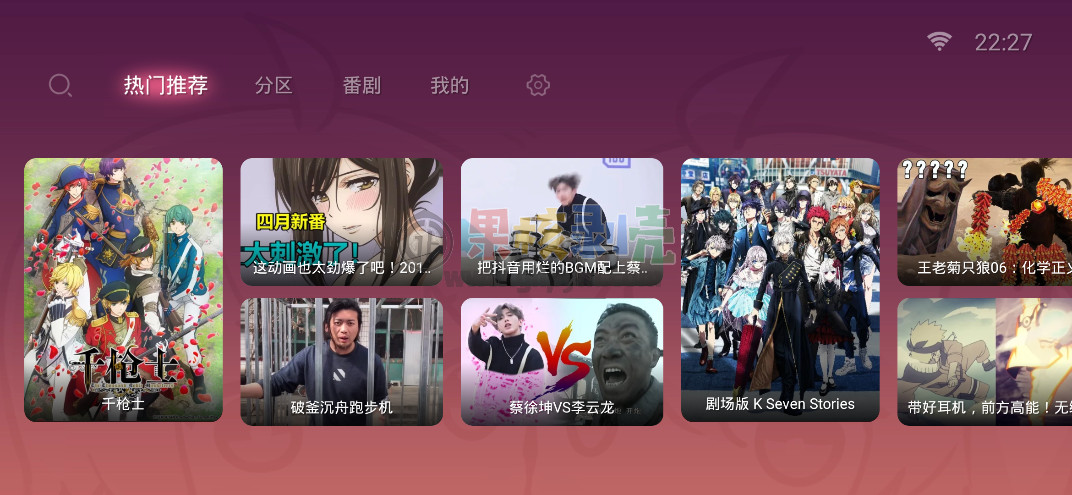 22:27
热门推荐
分区
番剧
我的
千枪士
千枪士
四月新番
太刺激了!
这动画也太劲爆了吧！201..
把抖音用烂的BGM配上蔡..
破釜沉舟跑步机
VS
蔡徐坤VS李云龙
TSUTAYA
剧场版 K Seven Stories
?????
王老菊只狼06：化学正义
带好耳机，前方高能！无